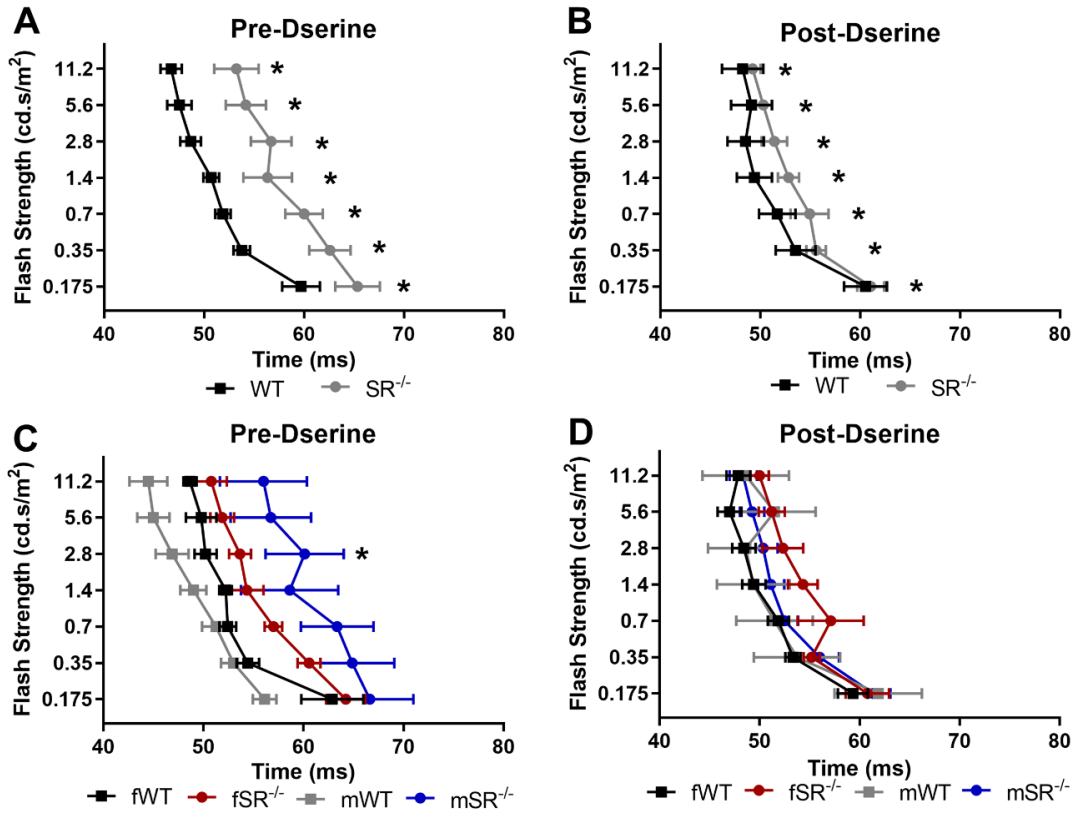 A
Pre-Dserine
Flash Strength (cd.s/m²)
11.2
5.6
2.8
1.4
0.7
0.35
0.175
*
*
*
*
*
*
*
40 50 60 70 80
Time (ms)
WT SR⁻/⁻
B
Post-Dserine
Flash Strength (cd.s/m²)
11.2
5.6
2.8
1.4
0.7
0.35
0.175
*
*
*
*
*
*
*
40 50 60 70 80
Time (ms)
WT SR⁻/⁻
C
Pre-Dserine
Flash Strength (cd.s/m²)
11.2
5.6
2.8
1.4
0.7
0.35
0.175
*
40 50 60 70 80
Time (ms)
fWT fSR⁻/⁻ mWT mSR⁻/⁻
D
Post-Dserine
Flash Strength (cd.s/m²)
11.2
5.6
2.8
1.4
0.7
0.35
0.175
40 50 60 70 80
Time (ms)
fWT fSR⁻/⁻ mWT mSR⁻/⁻